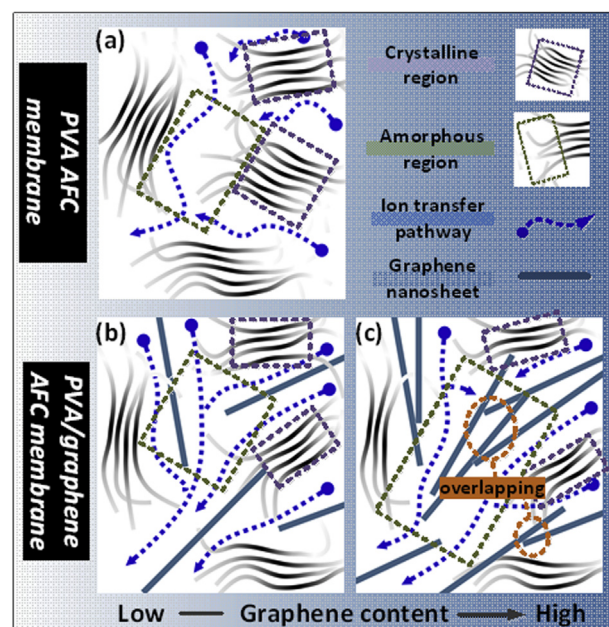 (a)
PVA AFC
membrane
Crystalline
region
Amorphous
region
Ion transfer
pathway
Graphene
nanosheet
(b)
(c)
PVA/graphene
AFC membrane
overlapping
Low — Graphene content → High